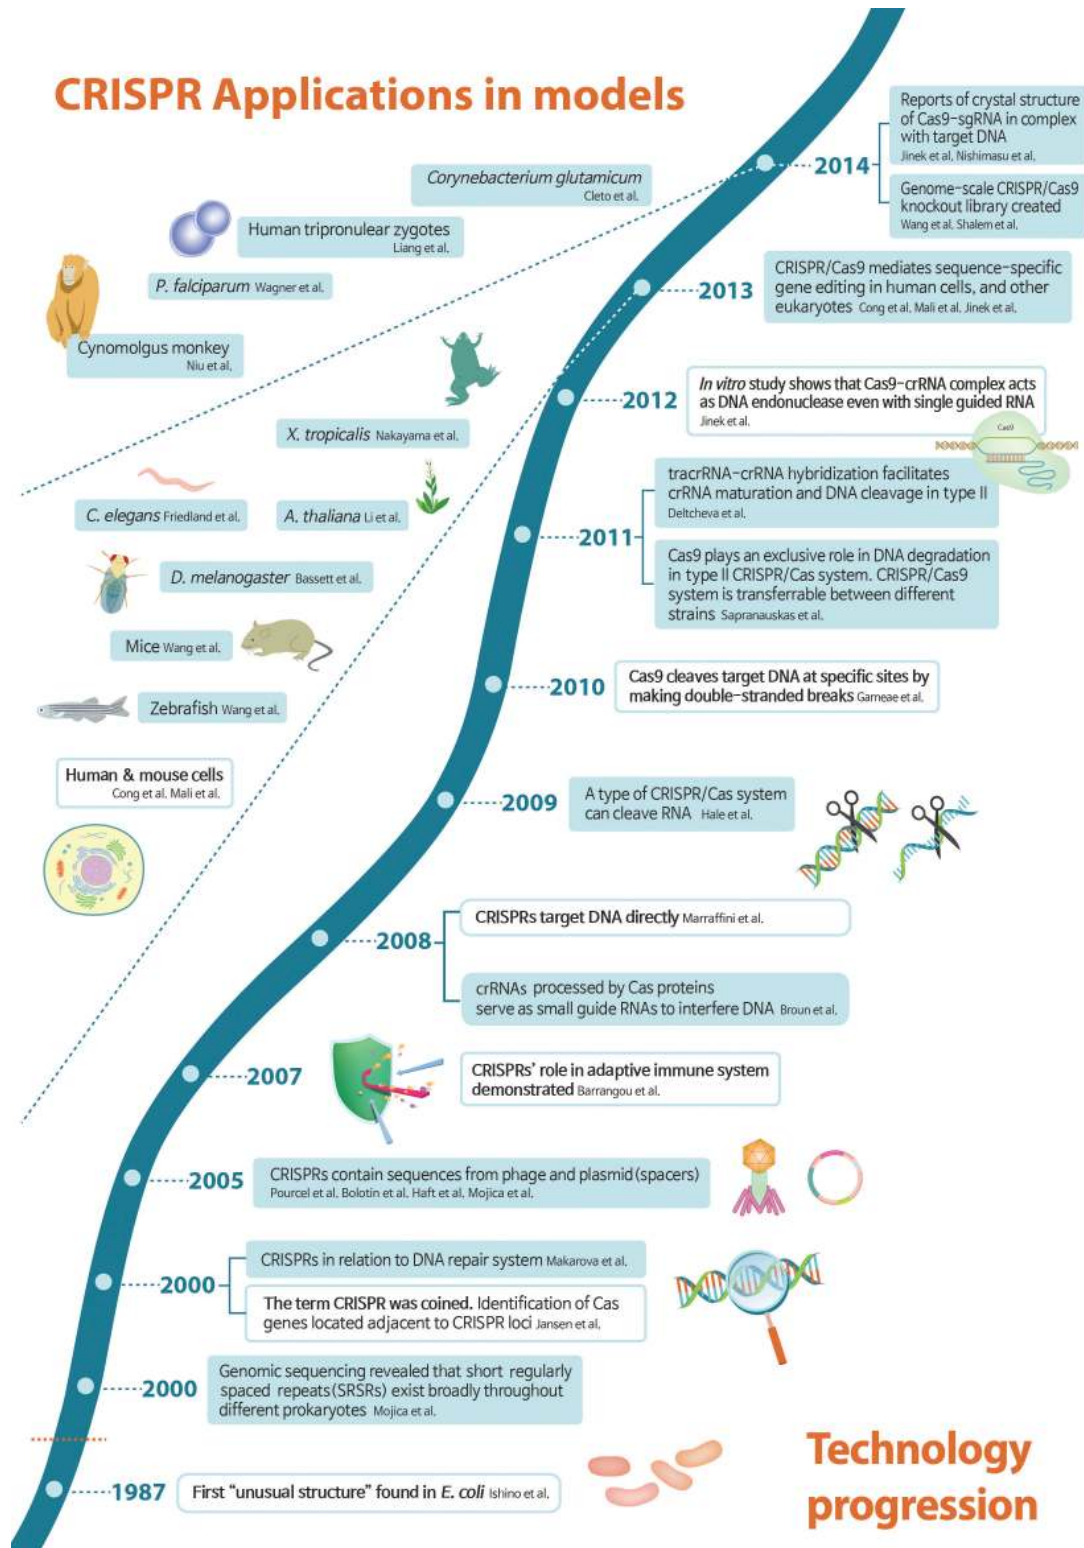 CRISPR Applications in models
Reports of crystal structure
of Cas9-sgRNA in complex
with target DNA
Jinek et al. Nishimasu et al.
2014
Genome-scale CRISPR/Cas9
knockout library created
Wang et al. Shalem et al.
Corynebacterium glutamicum
Cleto et al.
Human tripronulear zygotes
Liang et al.
P. falciparum Wagner et al.
Cynomolgus monkey
Niu et al.
2013
CRISPR/Cas9 mediates sequence-specific
gene editing in human cells, and other
eukaryotes Cong et al. Mali et al. Jinek et al.
2012
In vitro study shows that Cas9-crRNA complex acts
as DNA endonuclease even with single guided RNA
Jinek et al.
Cas9
X. tropicalis Nakayama et al.
C. elegans Friedland et al.
A. thaliana Li et al.
D. melanogaster Bassett et al.
Mice Wang et al.
Zebrafish Wang et al.
Human & mouse cells
Cong et al. Mali et al.
tracrRNA-crRNA hybridization facilitates
crRNA maturation and DNA cleavage in type II
Deltcheva et al.
2011
Cas9 plays an exclusive role in DNA degradation
in type II CRISPR/Cas system. CRISPR/Cas9
system is transferrable between different
strains Sapranauskas et al.
2010
Cas9 cleaves target DNA at specific sites by
making double-stranded breaks Garneae et al.
2009
A type of CRISPR/Cas system
can cleave RNA Hale et al.
2008
CRISPRs target DNA directly Marraffini et al.
crRNAs processed by Cas proteins
serve as small guide RNAs to interfere DNA Broun et al.
2007
CRISPRs' role in adaptive immune system
demonstrated Barrangou et al.
2005
CRISPRs contain sequences from phage and plasmid(spacers)
Pourcel et al. Bolotin et al. Haft et al. Mojica et al.
2000
CRISPRs in relation to DNA repair system Makarova et al.
The term CRISPR was coined. Identification of Cas
genes located adjacent to CRISPR loci Jansen et al.
2000
Genomic sequencing revealed that short regularly
spaced repeats(SRSRs) exist broadly throughout
different prokaryotes Mojica et al.
1987
First “unusual structure” found in E. coli Ishino et al.
Technology
progression